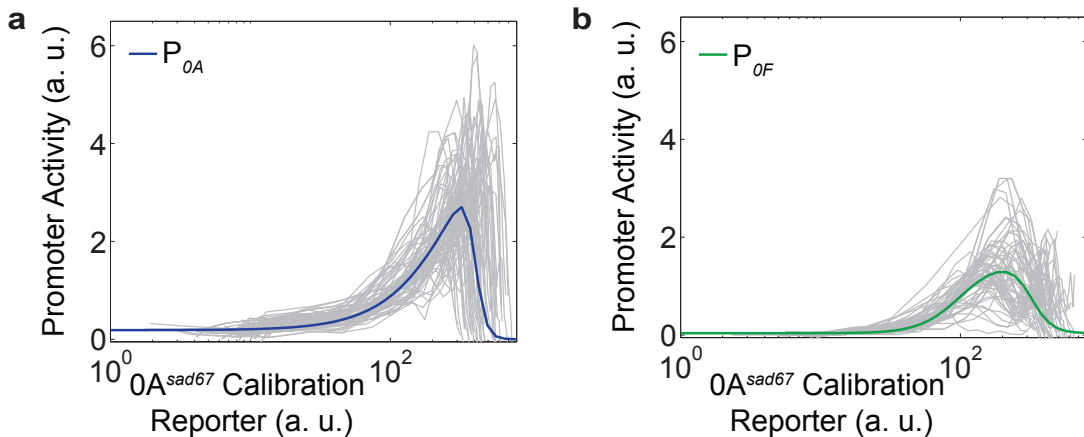 a
P0A
Promoter Activity (a. u.)
6
4
2
0
10^0
10^2
0A^sad67 Calibration
Reporter (a. u.)
b
P0F
Promoter Activity (a. u.)
6
4
2
0
10^0
10^2
0A^sad67 Calibration
Reporter (a. u.)